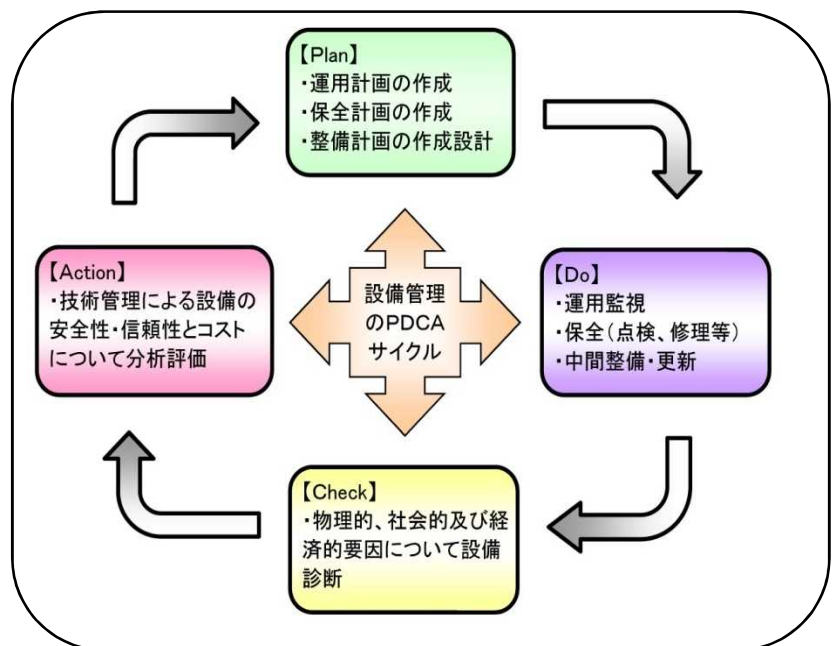 【Plan】
・運用計画の作成
・保全計画の作成
・整備計画の作成設計
【Do】
・運用監視
・保全(点検、修理等)
・中間整備・更新
【Check】
・物理的、社会的及び経
済的要因について設備
診断
【Action】
・技術管理による設備の
安全性・信頼性とコスト
について分析評価
設備管理
のPDCA
サイクル